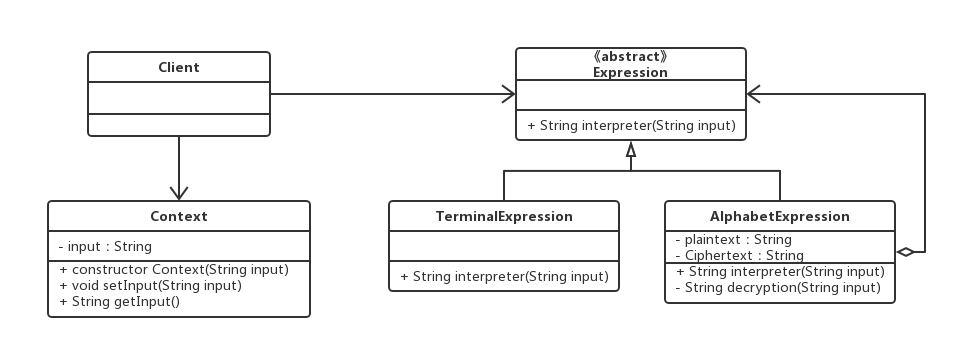 Client
《abstract》
Expression
+ String interpreter(String input)
Context
- input : String
+ constructor Context(String input)
+ void setInput(String input)
+ String getInput()
TerminalExpression
+ String interpreter(String input)
AlphabetExpression
- plaintext : String
- Ciphertext : String
+ String interpreter(String input)
- String decryption(String input)